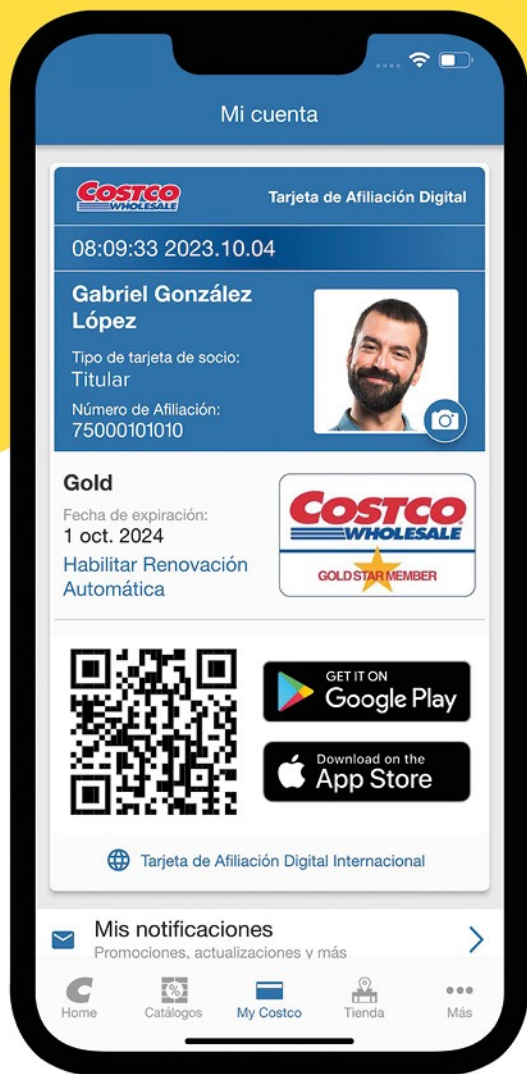 Mi cuenta
COSTCO
WHOLESALE
Tarjeta de Afiliación Digital
08:09:33 2023.10.04
Gabriel González
López
Tipo de tarjeta de socio:
Titular
Número de Afiliación:
75000101010
Gold
Fecha de expiración:
1 oct. 2024
Habilitar Renovación
Automática
COSTCO
WHOLESALE
GOLD STAR MEMBER
GET IT ON
Google Play
Download on the
App Store
Tarjeta de Afiliación Digital Internacional
Mis notificaciones
Promociones, actualizaciones y más
Home
Catálogos
My Costco
Tienda
Más